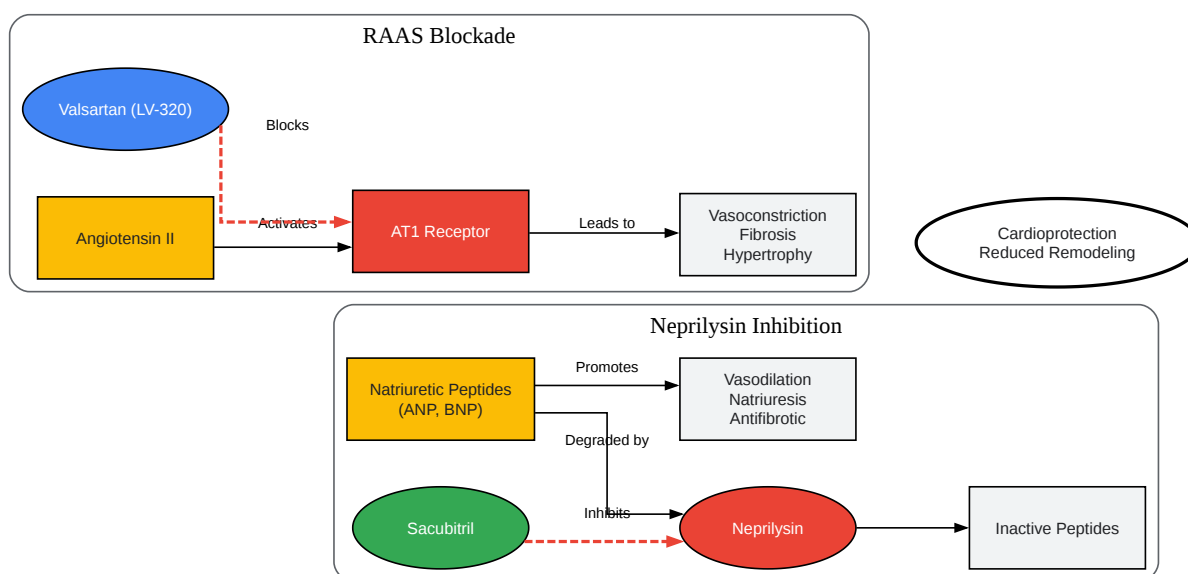 RAAS Blockade
Valsartan (LV-320)
Blocks
Angiotensin II
Activates
AT1 Receptor
Leads to
Vasoconstriction
Fibrosis
Hypertrophy
Cardioprotection
Reduced Remodeling
Neprilysin Inhibition
Natriuretic Peptides
(ANP, BNP)
Promotes
Vasodilation
Natriuresis
Antifibrotic
Degraded by
Sacubitril
Inhibits
Neprilysin
Inactive Peptides